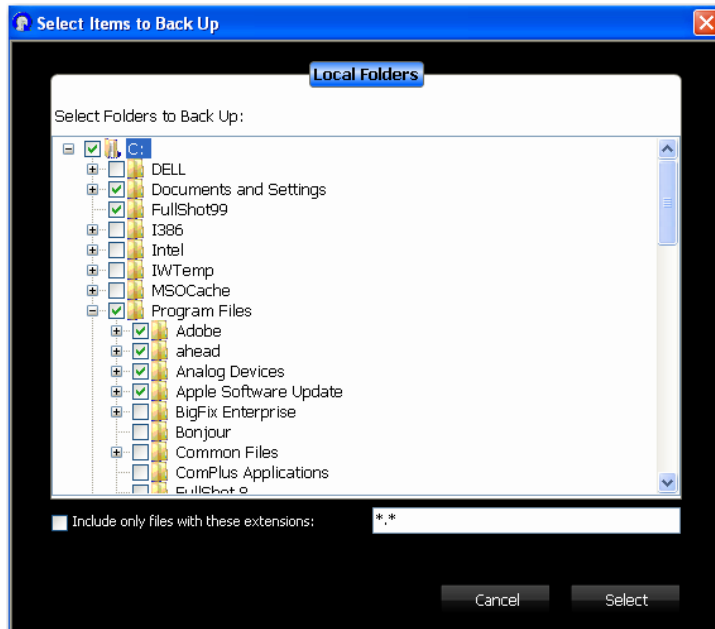 Select Items to Back Up
Local Folders
Select Folders to Back Up:
C:
DELL
Documents and Settings
FullShot99
I386
Intel
IWTemp
MSOCache
Program Files
Adobe
ahead
Analog Devices
Apple Software Update
BigFix Enterprise
Bonjour
Common Files
ComPlus Applications
FullShot 9
Include only files with these extensions:
*.*
Cancel
Select